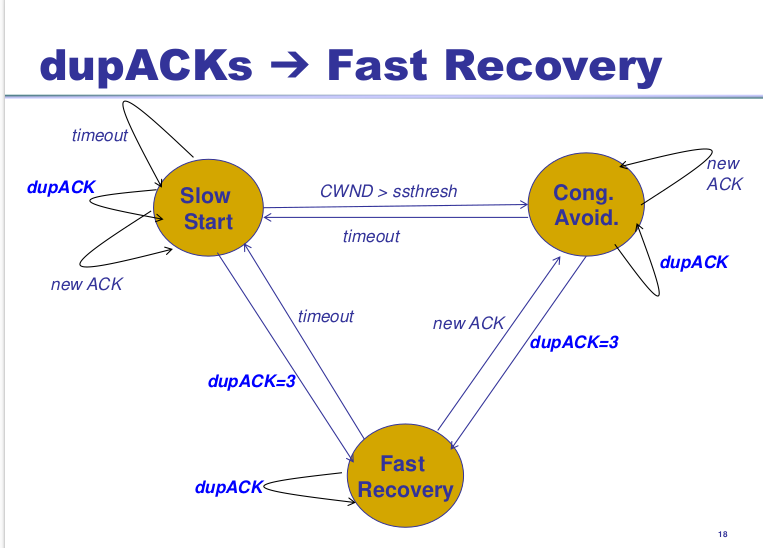 dupACKs ➔ Fast Recovery
timeout
dupACK
new ACK
Slow
Start
CWND > ssthresh
timeout
Cong.
Avoid.
new
ACK
dupACK
timeout
new ACK
dupACK=3
dupACK=3
Fast
Recovery
dupACK
18